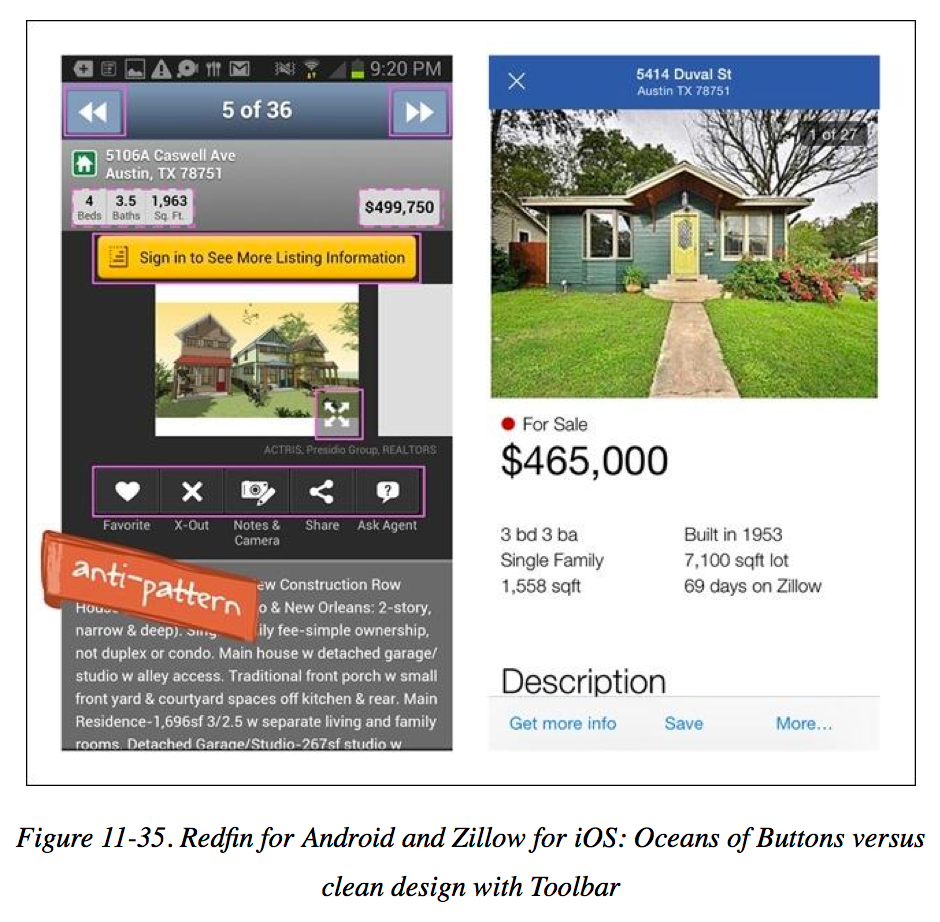 9:20 PM
5 of 36
5106A Caswell Ave
Austin, TX 78751
4 3.5 1,963
Beds Baths Sq. Ft.
$499,750
Sign in to See More Listing Information
ACTRIS, Presidio Group, REALTORS
Favorite X-Out Notes & Share Ask Agent
Camera
anti-pattern
ew Construction Row
Hous o & New Orleans: 2-story,
narrow & deep). Sing ily fee-simple ownership,
not duplex or condo. Main house w detached garage/
studio w alley access. Traditional front porch w small
front yard & courtyard spaces off kitchen & rear. Main
Residence-1,696sf 3/2.5 w separate living and family
rooms. Detached Garage/Studio-267sf studio w
5414 Duval St
Austin TX 78751
1 of 27
For Sale
$465,000
3 bd 3 ba Built in 1953
Single Family 7,100 sqft lot
1,558 sqft 69 days on Zillow
Description
Get more info Save More...
Figure 11-35. Redfin for Android and Zillow for iOS: Oceans of Buttons versus
clean design with Toolbar